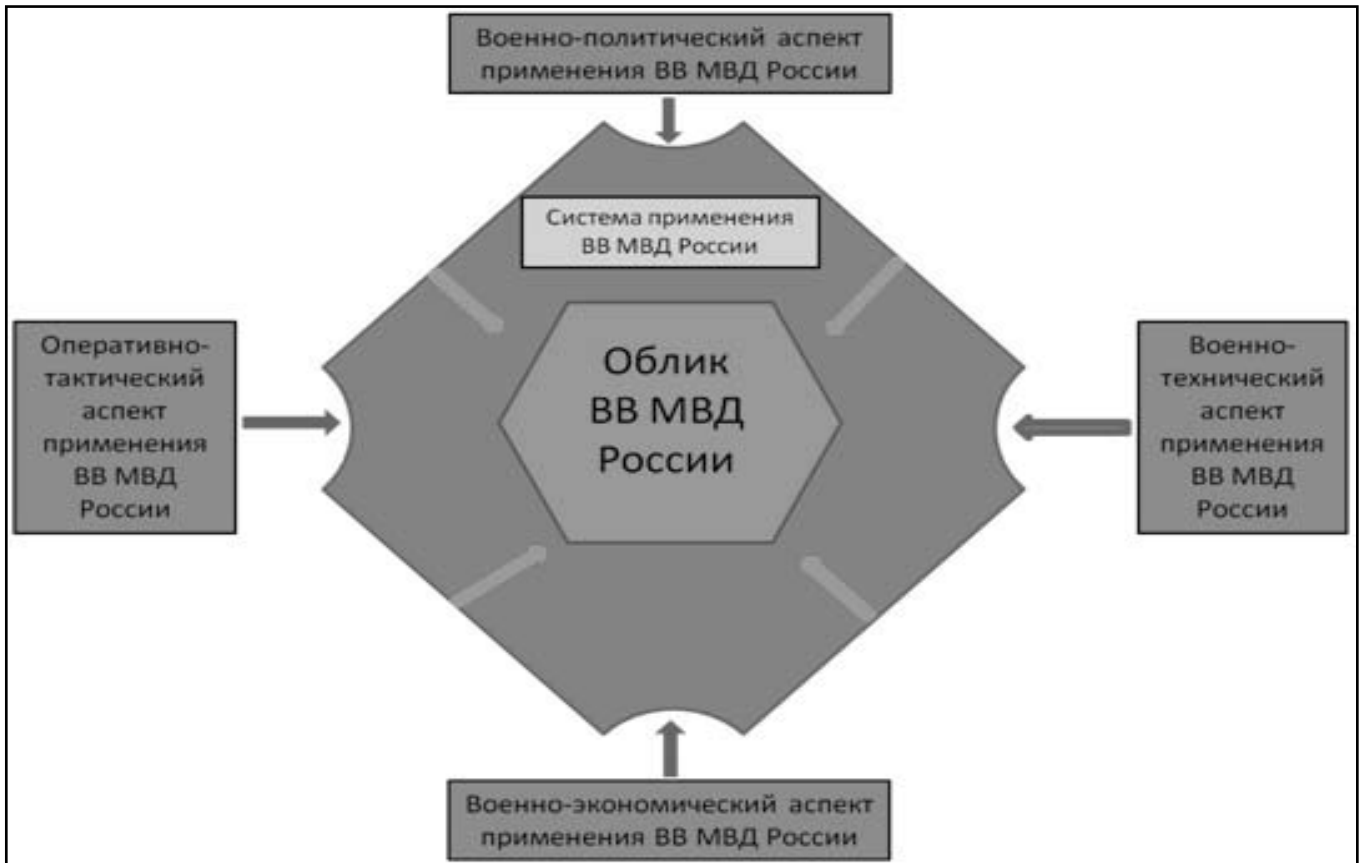 Военно-политический аспект
применения ВВ МВД России
Система применения
ВВ МВД России
Оперативно-
тактический
аспект
применения
ВВ МВД
России
Облик
ВВ МВД
России
Военно-
технический
аспект
применения
ВВ МВД
России
Военно-экономический аспект
применения ВВ МВД России